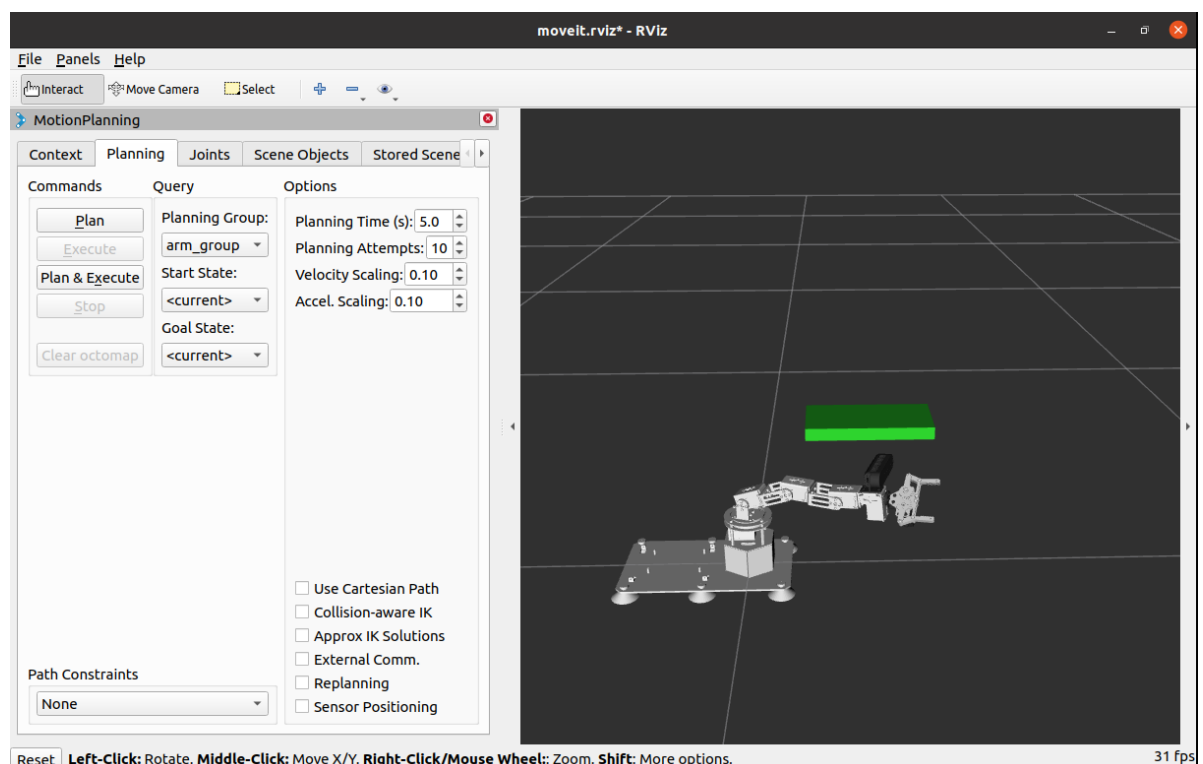 moveit.rviz* - RViz
File Panels Help
Interact Move Camera Select
MotionPlanning
Context Planning Joints Scene Objects Stored Scene
Commands Query Options
Plan
Execute
Plan & Execute
Stop
Clear octomap
Planning Group:
arm_group
Start State:
<current>
Goal State:
<current>
Planning Time (s): 5.0
Planning Attempts: 10
Velocity Scaling: 0.10
Accel. Scaling: 0.10
Use Cartesian Path
Collision-aware IK
Approx IK Solutions
External Comm.
Replanning
Sensor Positioning
Path Constraints
None
Reset Left-Click: Rotate. Middle-Click: Move X/Y. Right-Click/Mouse Wheel:: Zoom. Shift: More options. 31 fps